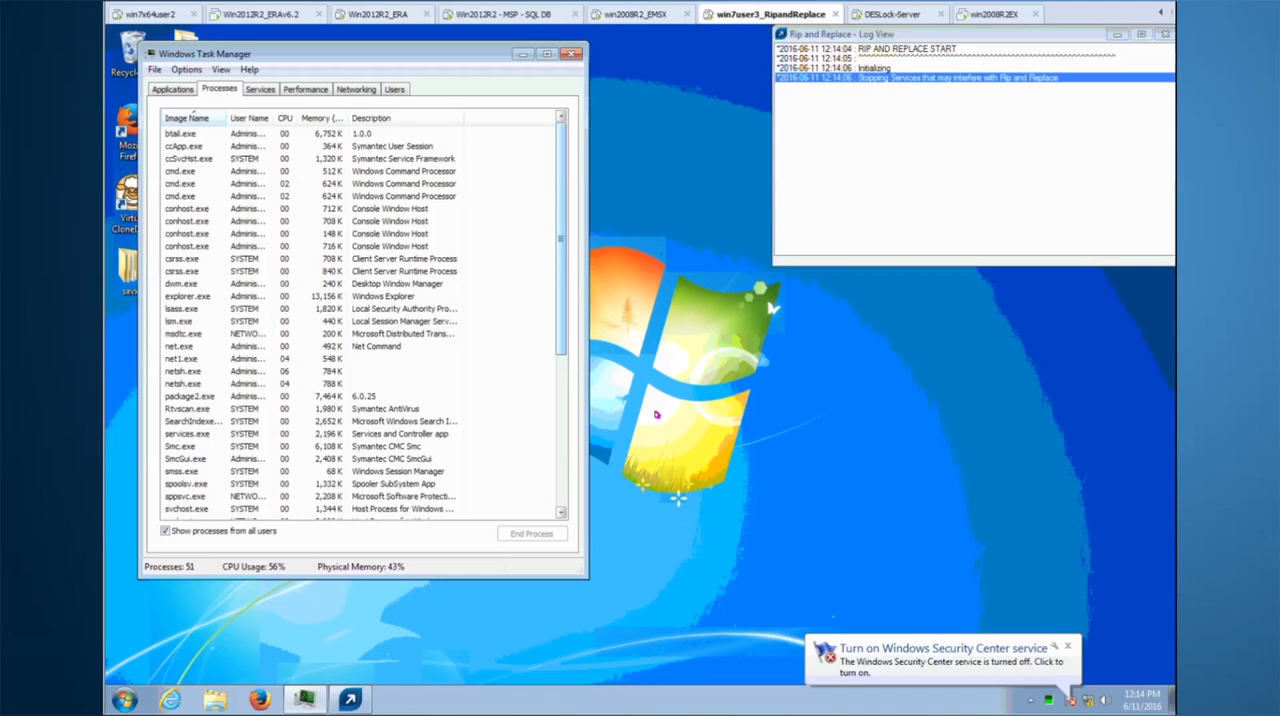 win7x64user2 Win2012R2_ERAv6.2 Win2012R2_ERA Win2012R2 - MSP - SQL DB win2008R2_EMSX win7user3_RipandReplace DESLock-Server win2008R2EX
Windows Task Manager
File Options View Help
Applications Processes Services Performance Networking Users
Image Name User Name CPU Memory (... Description
btail.exe Adminis... 00 6,752 K 1.0.0
ccApp.exe Adminis... 00 364 K Symantec User Session
ccSvcHst.exe SYSTEM 00 1,320 K Symantec Service Framework
cmd.exe Adminis... 00 512 K Windows Command Processor
cmd.exe Adminis... 02 624 K Windows Command Processor
cmd.exe Adminis... 02 624 K Windows Command Processor
conhost.exe Adminis... 00 712 K Console Window Host
conhost.exe Adminis... 00 708 K Console Window Host
conhost.exe Adminis... 00 148 K Console Window Host
conhost.exe Adminis... 00 716 K Console Window Host
csrss.exe SYSTEM 00 708 K Client Server Runtime Process
csrss.exe SYSTEM 00 840 K Client Server Runtime Process
dwm.exe Adminis... 00 240 K Desktop Window Manager
explorer.exe Adminis... 00 13,156 K Windows Explorer
lsass.exe SYSTEM 00 1,820 K Local Security Authority Pro...
lsm.exe SYSTEM 00 440 K Local Session Manager Serv...
msdtc.exe NETWO... 00 200 K Microsoft Distributed Trans...
net.exe Adminis... 00 492 K Net Command
net1.exe Adminis... 04 548 K
netsh.exe Adminis... 06 784 K
netsh.exe Adminis... 04 788 K
package2.exe Adminis... 00 7,464 K 6.0.25
Rtvscan.exe SYSTEM 00 1,980 K Symantec AntiVirus
SearchIndexe... SYSTEM 00 2,652 K Microsoft Windows Search I...
services.exe SYSTEM 00 2,196 K Services and Controller app
Smc.exe SYSTEM 00 6,108 K Symantec CMC Smc
SmcGui.exe Adminis... 00 2,408 K Symantec CMC SmcGui
smss.exe SYSTEM 00 68 K Windows Session Manager
spoolsv.exe SYSTEM 00 1,332 K Spooler SubSystem App
sppsvc.exe NETWO... 00 2,208 K Microsoft Software Protecti...
svchost.exe SYSTEM 00 1,344 K Host Process for Windows ...
Show processes from all users
End Process
Processes: 51 CPU Usage: 56% Physical Memory: 43%
Recycl
Moz
Firef
Virtu
CloneD
sav
Rip and Replace - Log View
*2016-06-11 12:14:04 : RIP AND REPLACE START
*2016-06-11 12:14:05 : ^^^^^^^^^^^^^^^^^^^^^^^^^^^^^^^^^^^^^^^^^^^^^^^^
*2016-06-11 12:14:06 : Initializing
*2016-06-11 12:14:06 : Stopping Services that may interfere with Rip and Replace
Turn on Windows Security Center service
The Windows Security Center service is turned off. Click to
turn on.
12:14 PM
6/11/2016